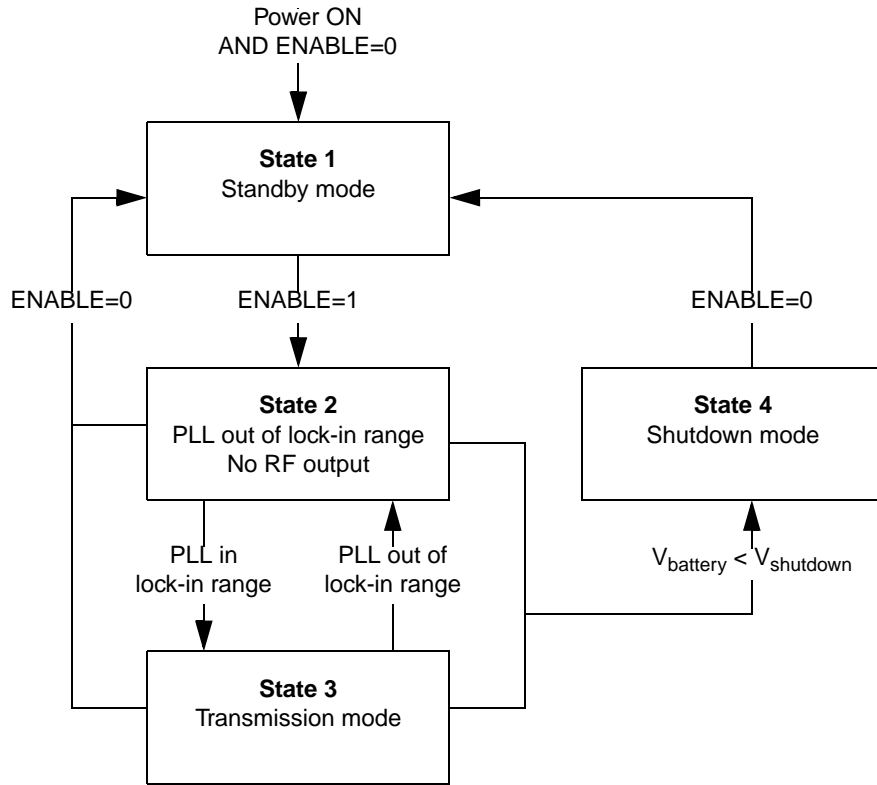 Power ON
AND ENABLE=0
State 1
Standby mode
ENABLE=0
ENABLE=1
ENABLE=0
State 2
PLL out of lock-in range
No RF output
State 4
Shutdown mode
PLL in
lock-in range
PLL out of
lock-in range
Vbattery < Vshutdown
State 3
Transmission mode